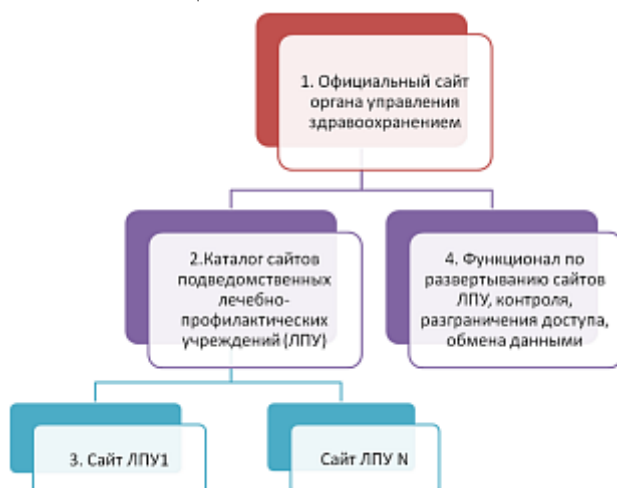 1. Официальный сайт
органа управления
здравоохранением
2.Каталог сайтов
подведомственных
лечебно-
профилактических
учреждений (ЛПУ)
4. Функционал по
развертыванию сайтов
ЛПУ, контроля,
разграничения доступа,
обмена данными
3. Сайт ЛПУ1
Сайт ЛПУ N